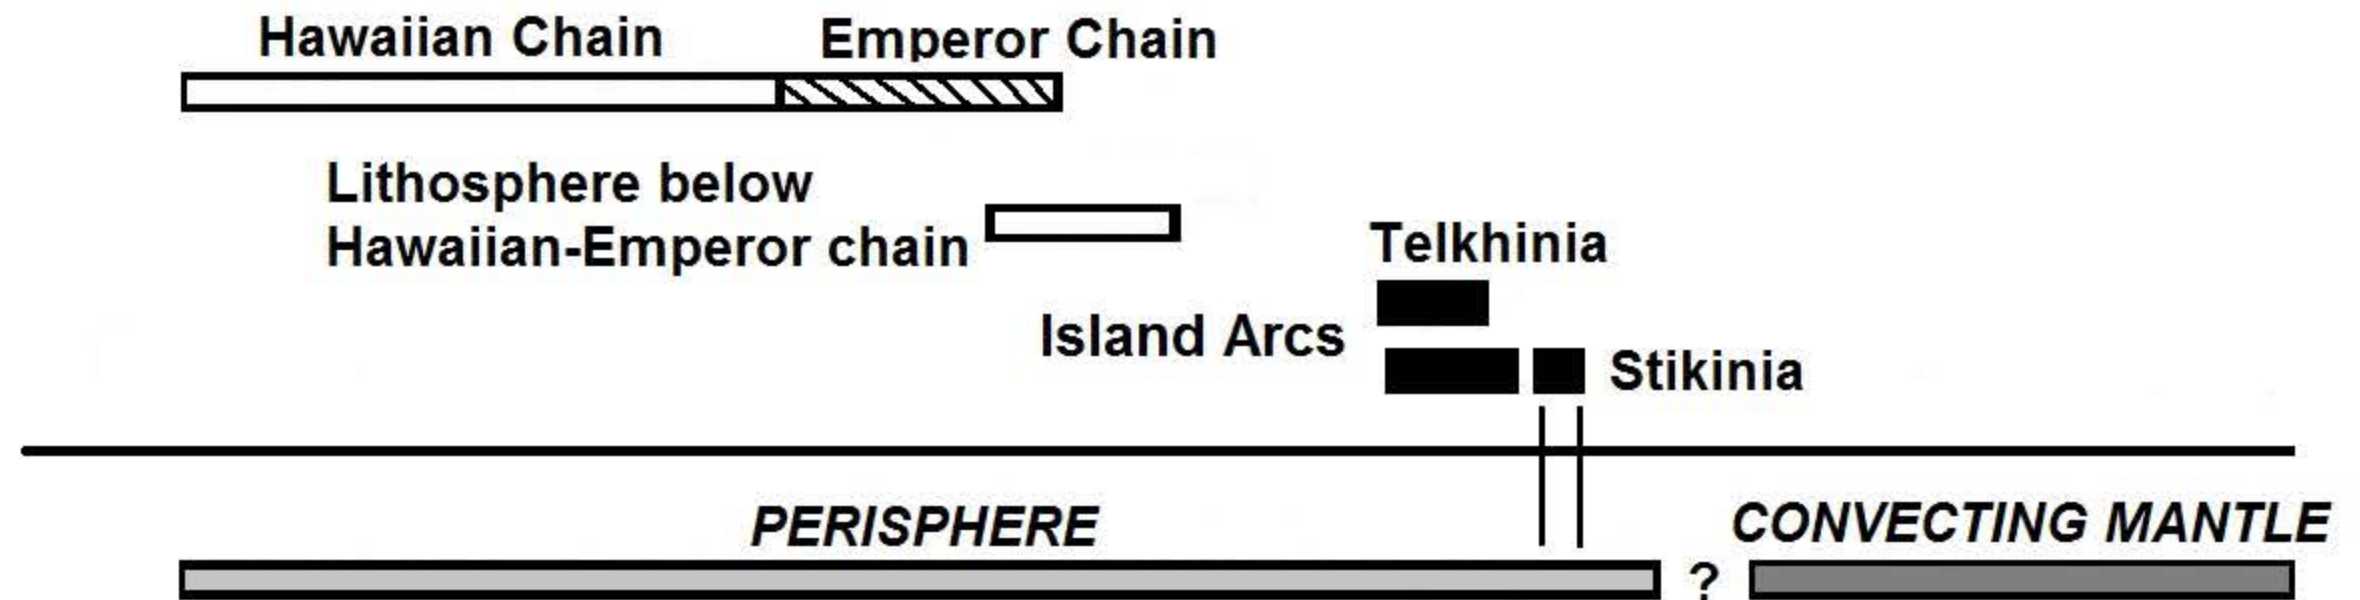 Hawaiian Chain
Emperor Chain
Lithosphere below
Hawaiian-Emperor chain
Telkhinia
Island Arcs
Stikinia
PERISPHERE
CONVECTING MANTLE
?